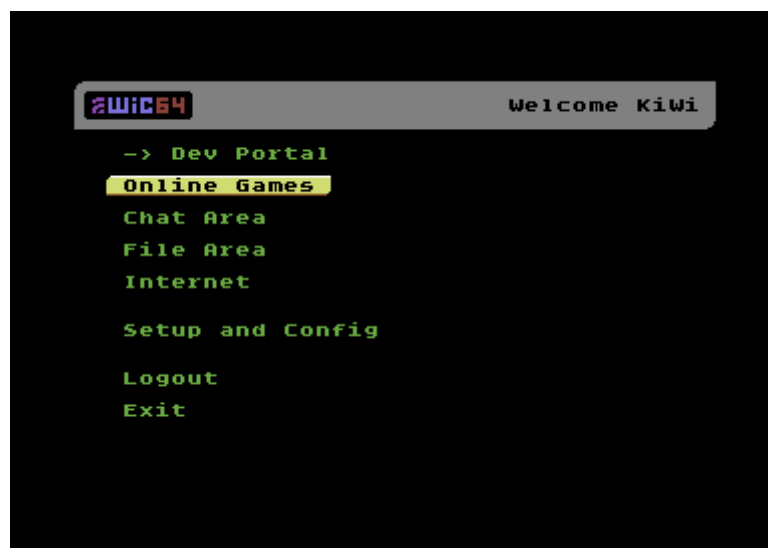 WiC64
Welcome KiWi
-> Dev Portal
Online Games
Chat Area
File Area
Internet
Setup and Config
Logout
Exit